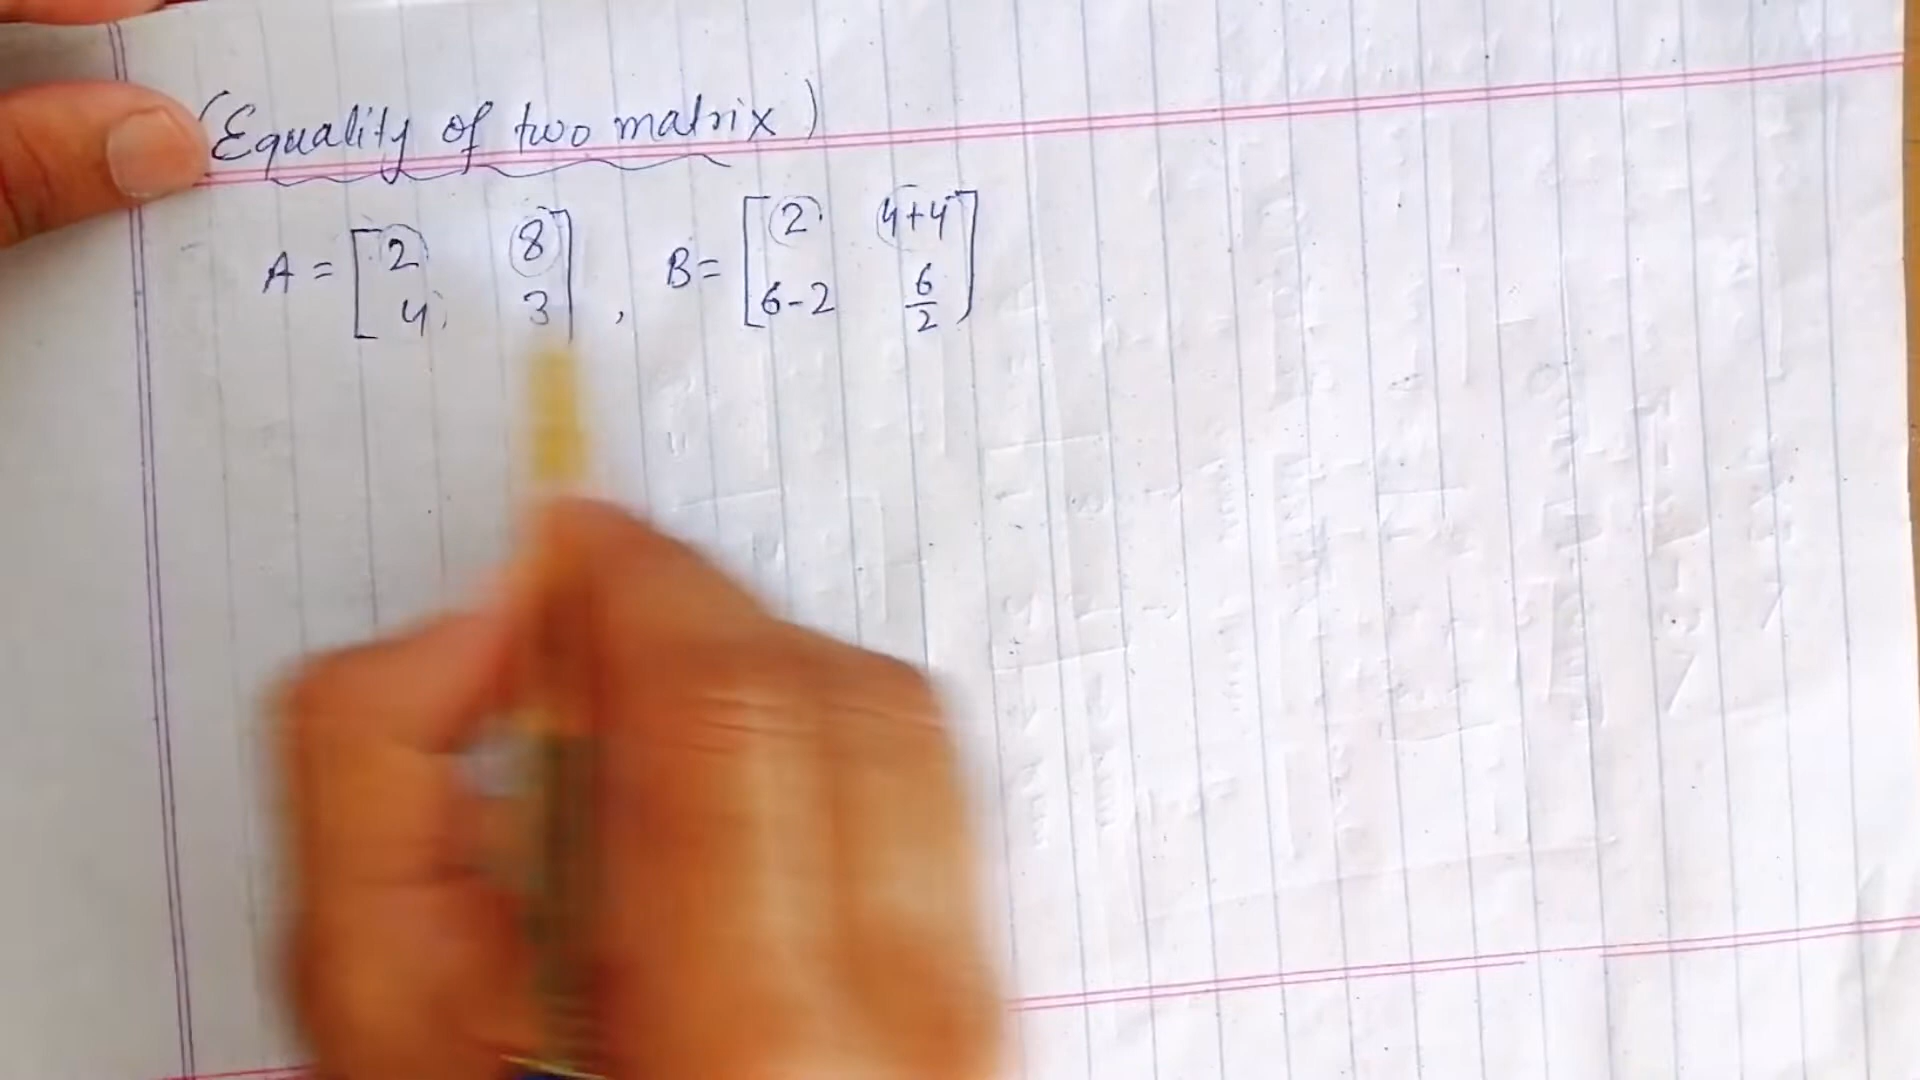 (Equality of two matrix)
A = [2 8
4 3] , B = [2 4+4
6-2 6/2]